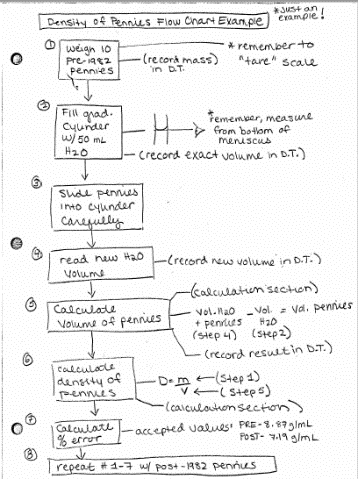 Density of Pennies Flow Chart Example
*Just an
example!
① Weigh 10
Pre-1982
pennies
(record mass)
in D.T.
*remember to
"tare" scale
② Fill grad.
Cylinder
w/ 50 mL
H2O
*remember, measure
from bottom of
meniscus
(record exact volume in D.T.)
③ Slide pennies
into cylinder
Carefully
④ read new H2O
Volume
(record new volume in D.T.)
⑤ Calculate
Volume of pennies
(calculation section)
Vol. H2O - Vol. = Vol. pennies
+ pennies H2O
(Step 4) (Step 2)
(record result in D.T.)
⑥ calculate
density of
pennies
D = m ← (Step 1)
V ← (Step 5)
(calculation section)
⑦ Calculate
% error
accepted values: PRE - 8.87 g/mL
POST - 7.19 g/mL
⑧ repeat #1-7 w/ post-1982 pennies